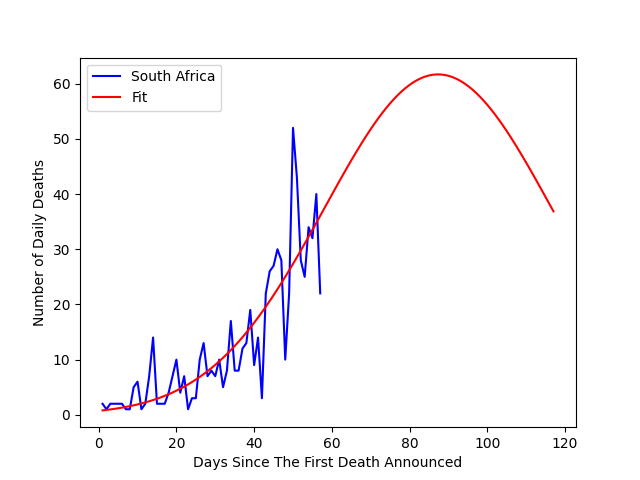 South Africa
Fit
Number of Daily Deaths
60
50
40
30
20
10
0
0 20 40 60 80 100 120
Days Since The First Death Announced